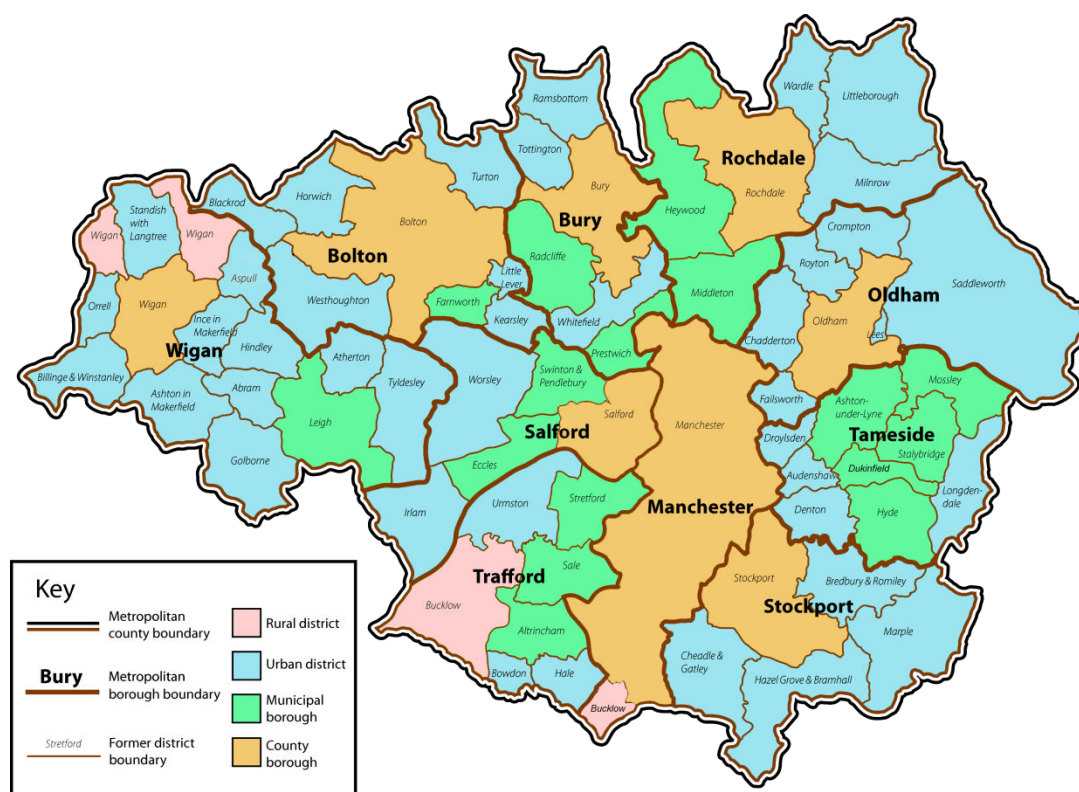 Ramsbottom
Wardle
Littleborough
Tottington
Rochdale
Turton
Bury
Milnrow
Rochdale
Horwich
Blackrod
Standish
with
Langtree
Wigan
Wigan
Bolton
Bury
Heywood
Crompton
Bolton
Radcliffe
Royton
Saddleworth
Aspull
Little
Lever
Middleton
Oldham
Orrell
Wigan
Westhoughton
Farnworth
Kearsley
Whitefield
Oldham
Lees
Ince in
Makerfield
Hindley
Chadderton
Wigan
Atherton
Prestwich
Billinge & Winstanley
Worsley
Swinton &
Pendlebury
Mossley
Ashton in
Makerfield
Abram
Tyldesley
Failsworth
Ashton-
under-Lyne
Leigh
Salford
Manchester
Salford
Droylsden
Tameside
Stalybridge
Golborne
Eccles
Audenshaw
Dukinfield
Irlam
Urmston
Stretford
Manchester
Denton
Hyde
Longden-
dale
Trafford
Sale
Stockport
Bredbury & Romiley
Bucklow
Stockport
Altrincham
Marple
Bowdon
Hale
Cheadle &
Gatley
Hazel Grove & Bramhall
Bucklow
Key
Metropolitan
county boundary
Rural district
Bury
Metropolitan
borough boundary
Urban district
Municipal
borough
Stretford
Former district
boundary
County
borough